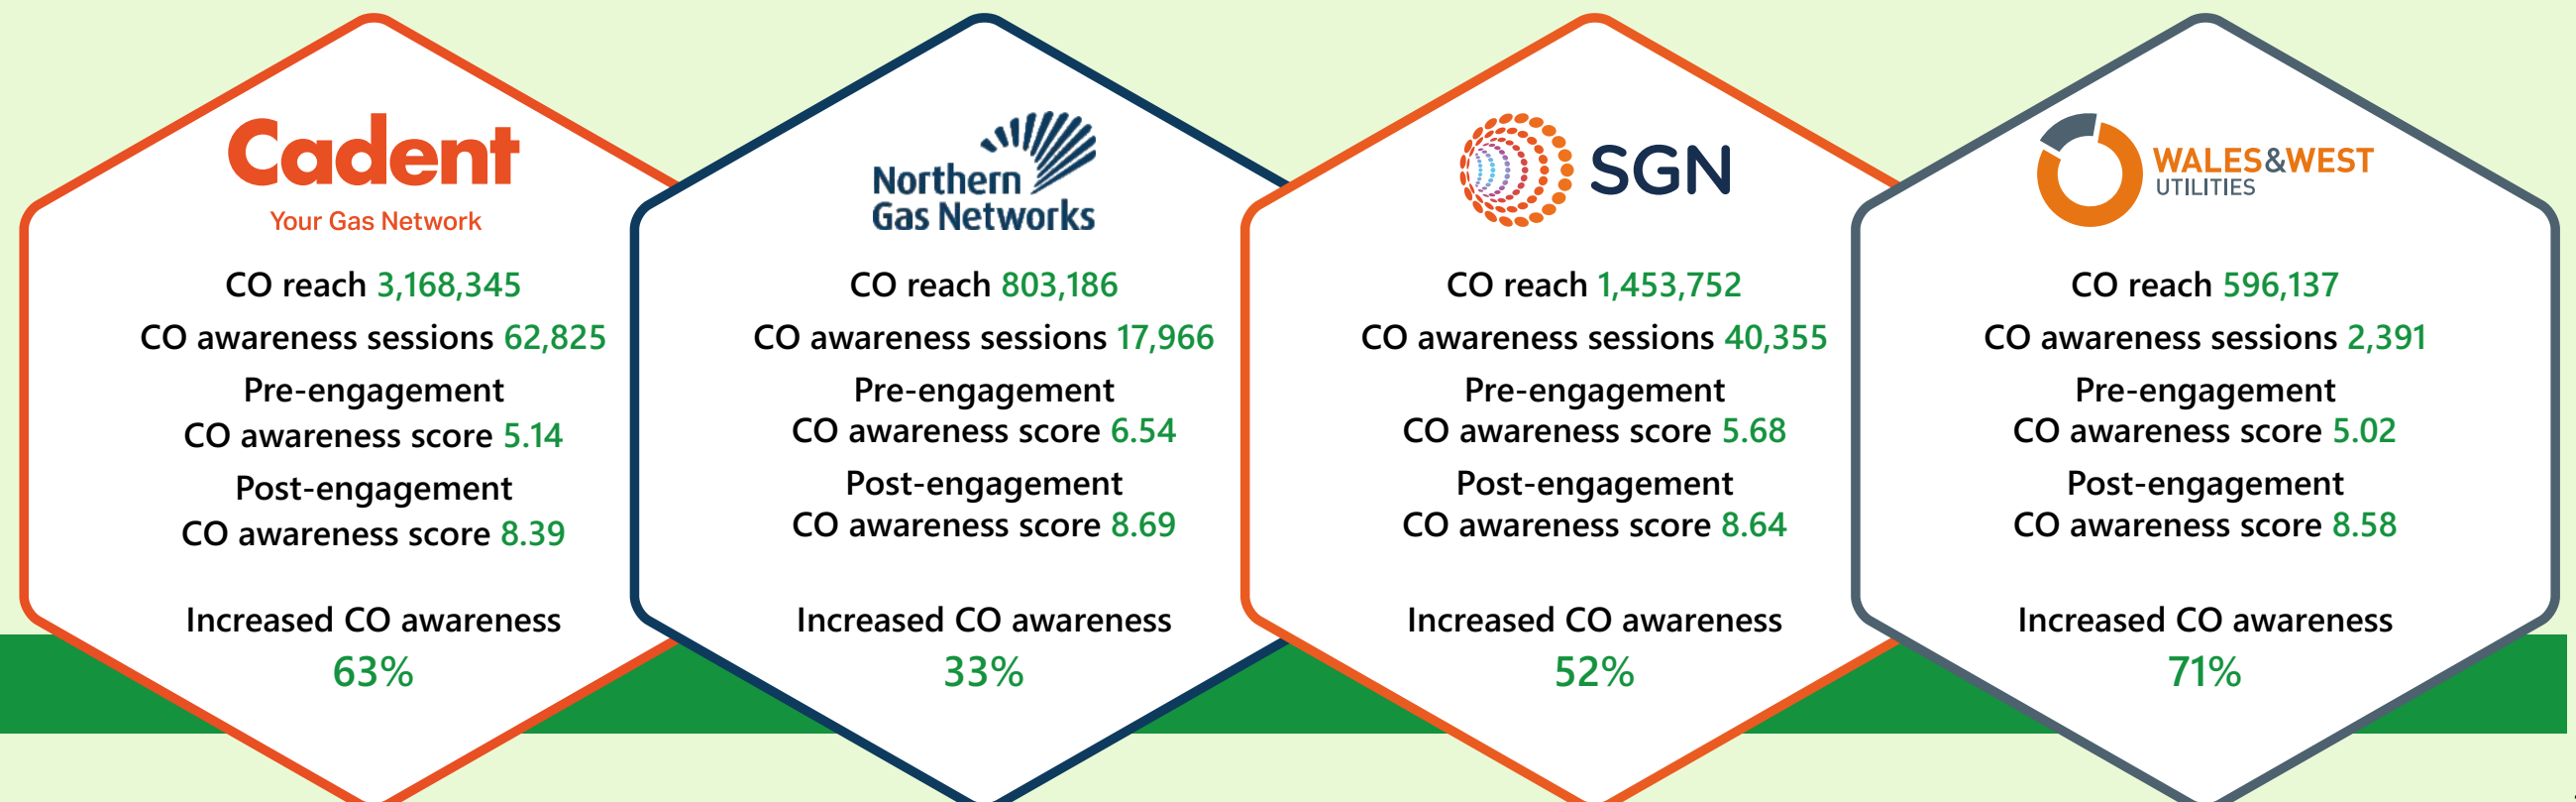 Cadent
Your Gas Network
CO reach 3,168,345
CO awareness sessions 62,825
Pre-engagement
CO awareness score 5.14
Post-engagement
CO awareness score 8.39
Increased CO awareness
63%
Northern
Gas Networks
CO reach 803,186
CO awareness sessions 17,966
Pre-engagement
CO awareness score 6.54
Post-engagement
CO awareness score 8.69
Increased CO awareness
33%
SGN
CO reach 1,453,752
CO awareness sessions 40,355
Pre-engagement
CO awareness score 5.68
Post-engagement
CO awareness score 8.64
Increased CO awareness
52%
WALES&WEST
UTILITIES
CO reach 596,137
CO awareness sessions 2,391
Pre-engagement
CO awareness score 5.02
Post-engagement
CO awareness score 8.58
Increased CO awareness
71%